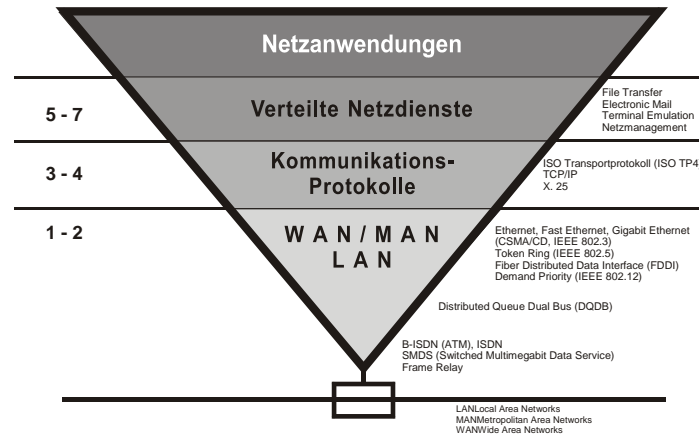 Netzanwendungen
5 - 7
Verteilte Netzdienste
File Transfer
Electronic Mail
Terminal Emulation
Netzmanagement
3 - 4
Kommunikations-
Protokolle
ISO Transportprotokoll (ISO TP4
TCP/IP
X. 25
1 - 2
WAN/MAN
LAN
Ethernet, Fast Ethernet, Gigabit Ethernet
(CSMA/CD, IEEE 802.3)
Token Ring (IEEE 802.5)
Fiber Distributed Data Interface (FDDI)
Demand Priority (IEEE 802.12)
Distributed Queue Dual Bus (DQDB)
B-ISDN (ATM), ISDN
SMDS (Switched Multimegabit Data Service)
Frame Relay
LANLocal Area Networks
MANMetropolitan Area Networks
WANWide Area Networks